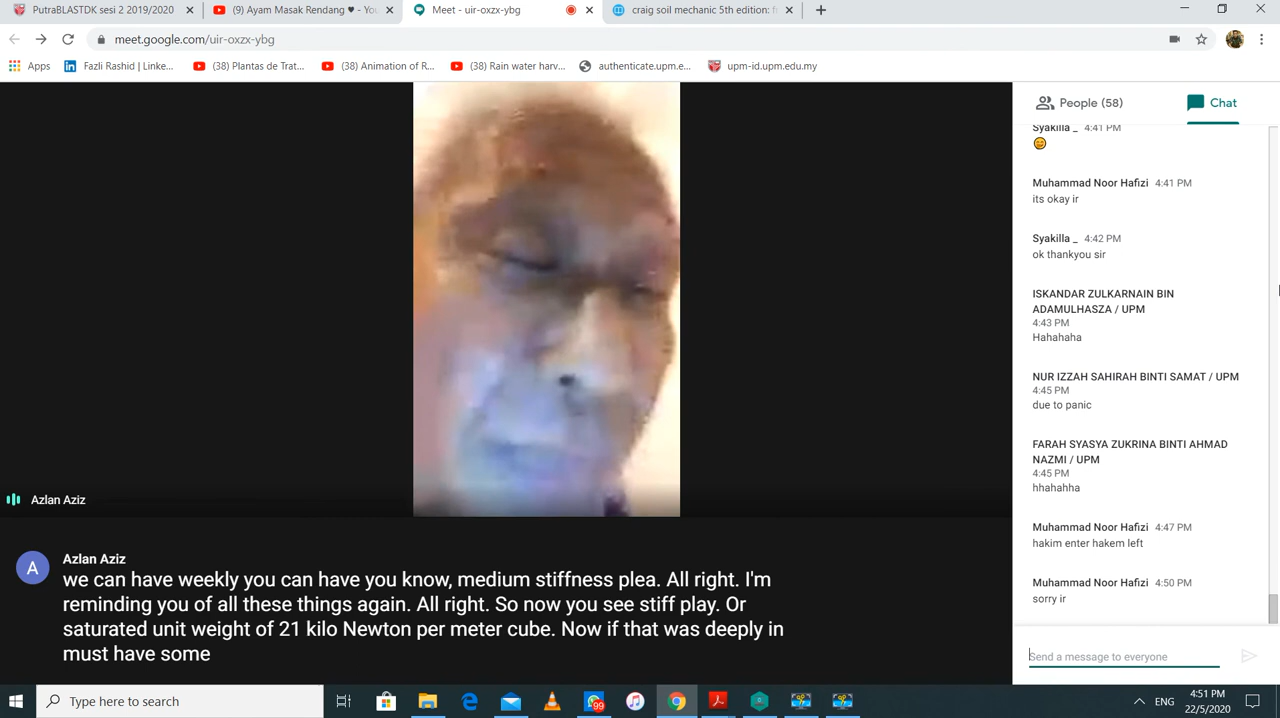 PutraBLASTDK sesi 2 2019/2020
(9) Ayam Masak Rendang ♥ - You
Meet - uir-oxzx-ybg
craig soil mechanic 5th edition: f
meet.google.com/uir-oxzx-ybg
Apps
Fazli Rashid | Linke...
(38) Plantas de Trat...
(38) Animation of R...
(38) Rain water harv...
authenticate.upm.e...
upm-id.upm.edu.my
People (58)
Chat
Syakilla _ 4:41 PM
Muhammad Noor Hafizi 4:41 PM
its okay ir
Syakilla _ 4:42 PM
ok thankyou sir
ISKANDAR ZULKARNAIN BIN
ADAMULHASZA / UPM
4:43 PM
Hahahaha
NUR IZZAH SAHIRAH BINTI SAMAT / UPM
4:45 PM
due to panic
FARAH SYASYA ZUKRINA BINTI AHMAD
NAZMI / UPM
4:45 PM
hhahahha
Muhammad Noor Hafizi 4:47 PM
hakim enter hakem left
Muhammad Noor Hafizi 4:50 PM
sorry ir
Send a message to everyone
Azlan Aziz
A
Azlan Aziz
we can have weekly you can have you know, medium stiffness plea. All right. I'm
reminding you of all these things again. All right. So now you see stiff play. Or
saturated unit weight of 21 kilo Newton per meter cube. Now if that was deeply in
must have some
Type here to search
99
ENG
4:51 PM
22/5/2020